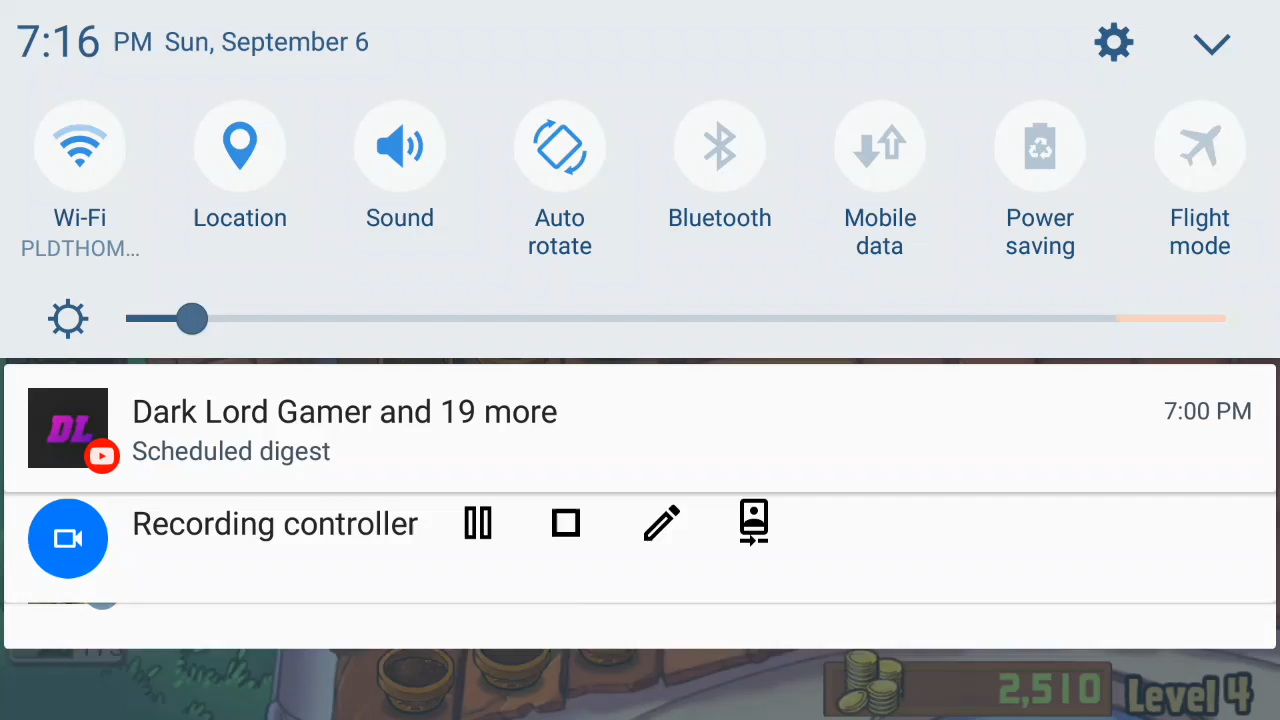 7:16 PM Sun, September 6
Wi-Fi
PLDTHOM...
Location
Sound
Auto
rotate
Bluetooth
Mobile
data
Power
saving
Flight
mode
DL
Dark Lord Gamer and 19 more
7:00 PM
Scheduled digest
Recording controller
2,510
Level 4